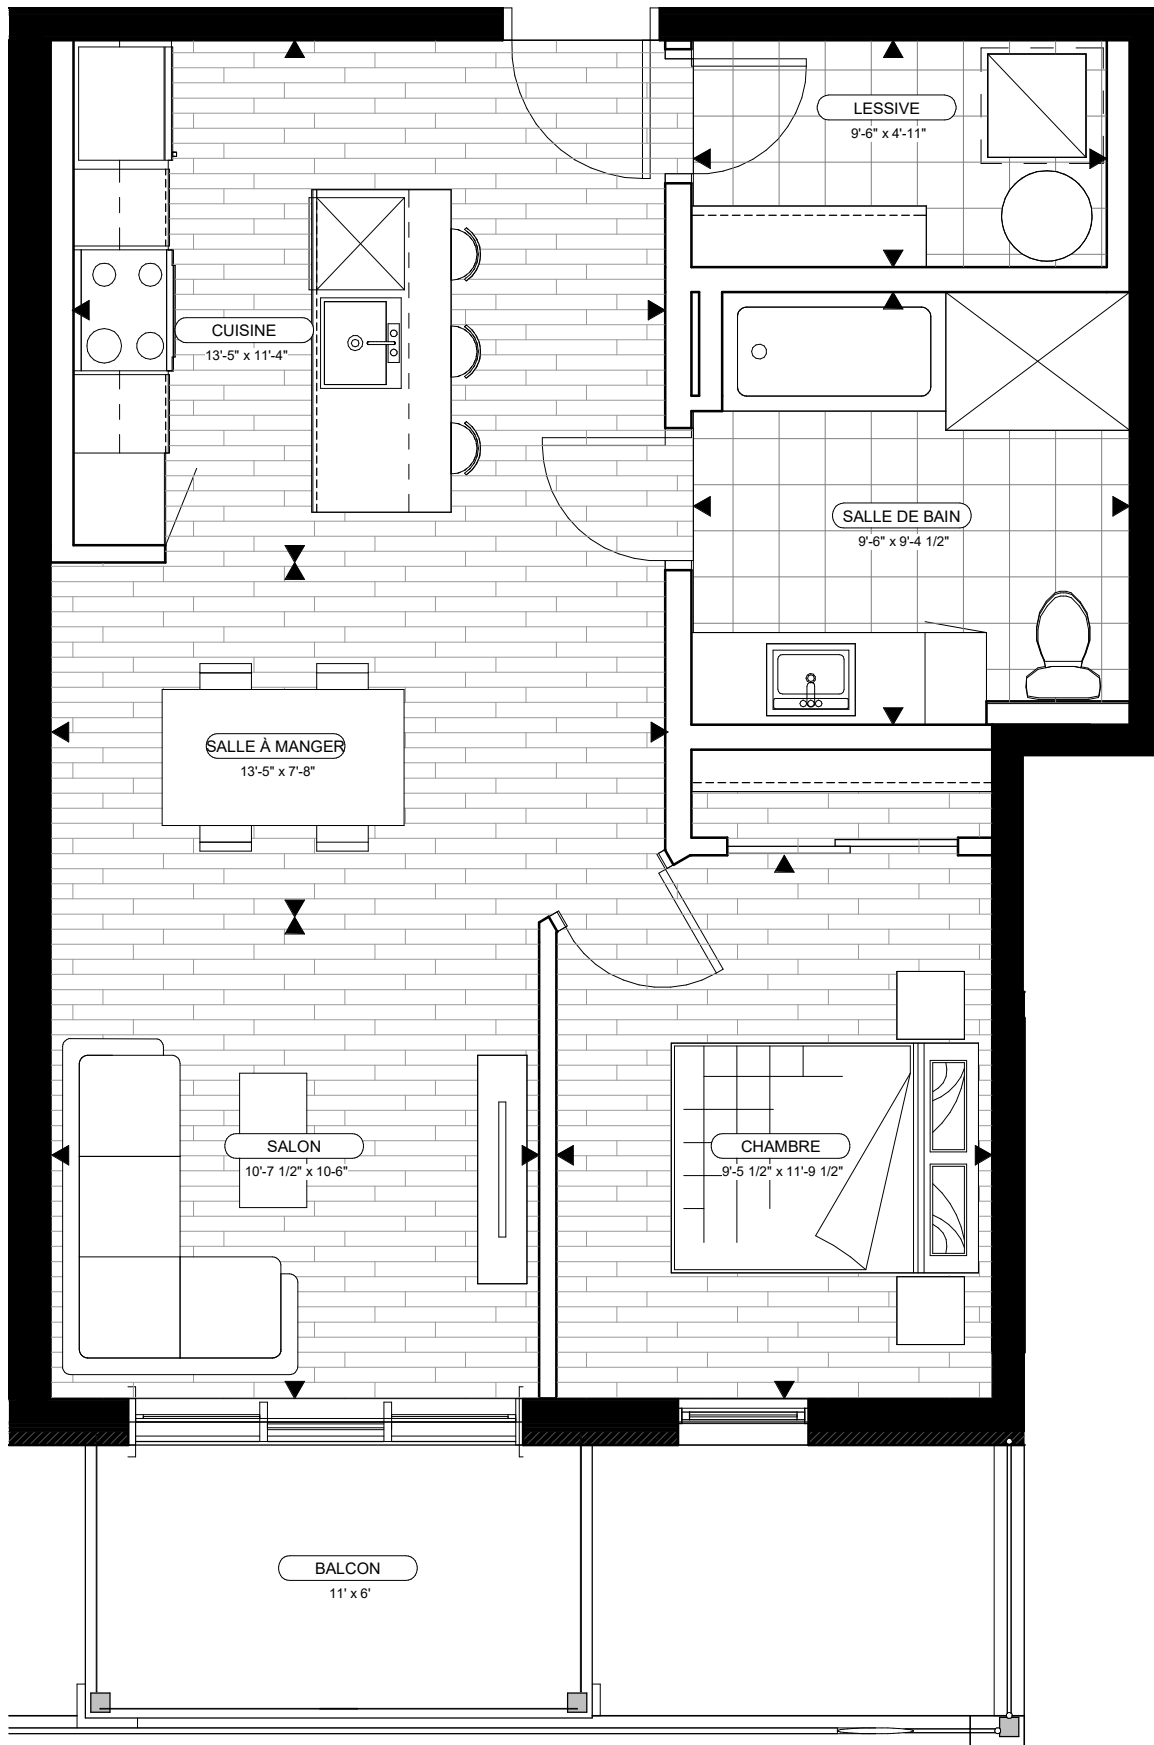 LESSIVE
9'-6" x 4'-11"
CUISINE
13'-5" x 11'-4"
SALLE DE BAIN
9'-6" x 9'-4 1/2"
SALLE À MANGER
13'-5" x 7'-8"
SALON
10'-7 1/2" x 10-6"
CHAMBRE
9'-5 1/2" x 11'-9 1/2"
BALCON
11' x 6'